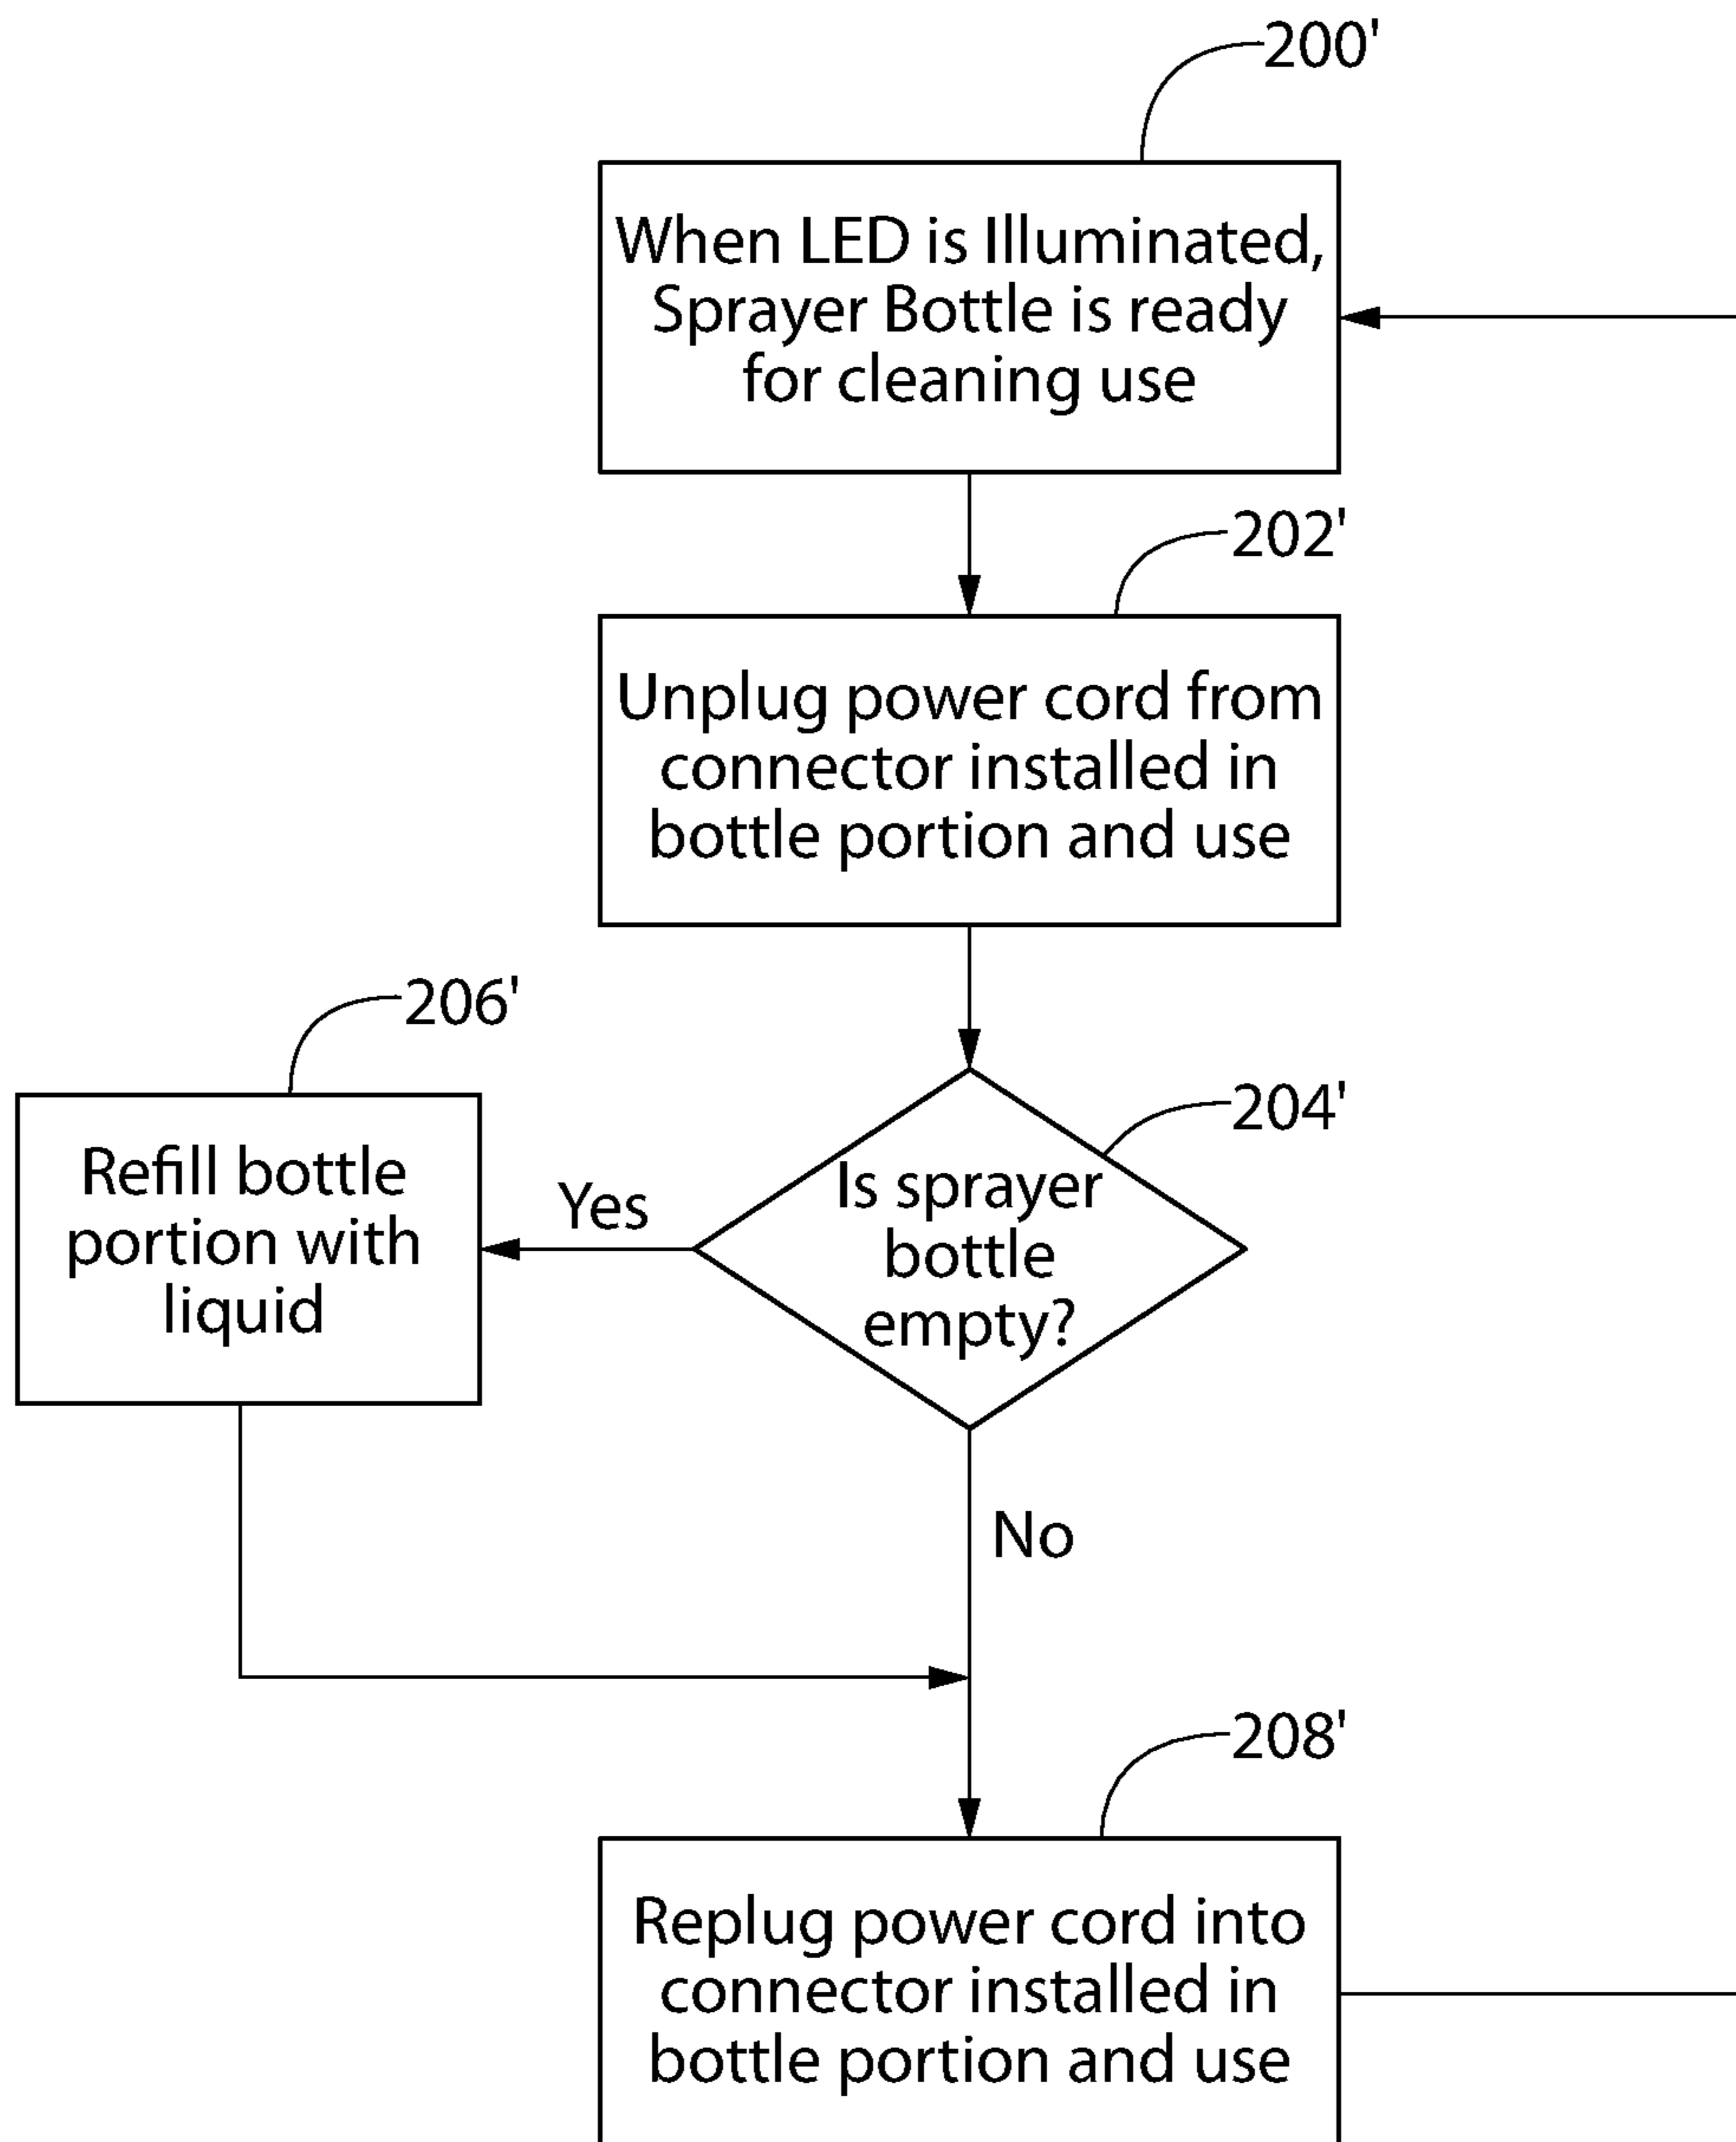 200'
When LED is Illuminated,
Sprayer Bottle is ready
for cleaning use
202'
Unplug power cord from
connector installed in
bottle portion and use
206'
Refill bottle
portion with
liquid
Yes
204'
Is sprayer
bottle
empty?
No
208'
Replug power cord into
connector installed in
bottle portion and use